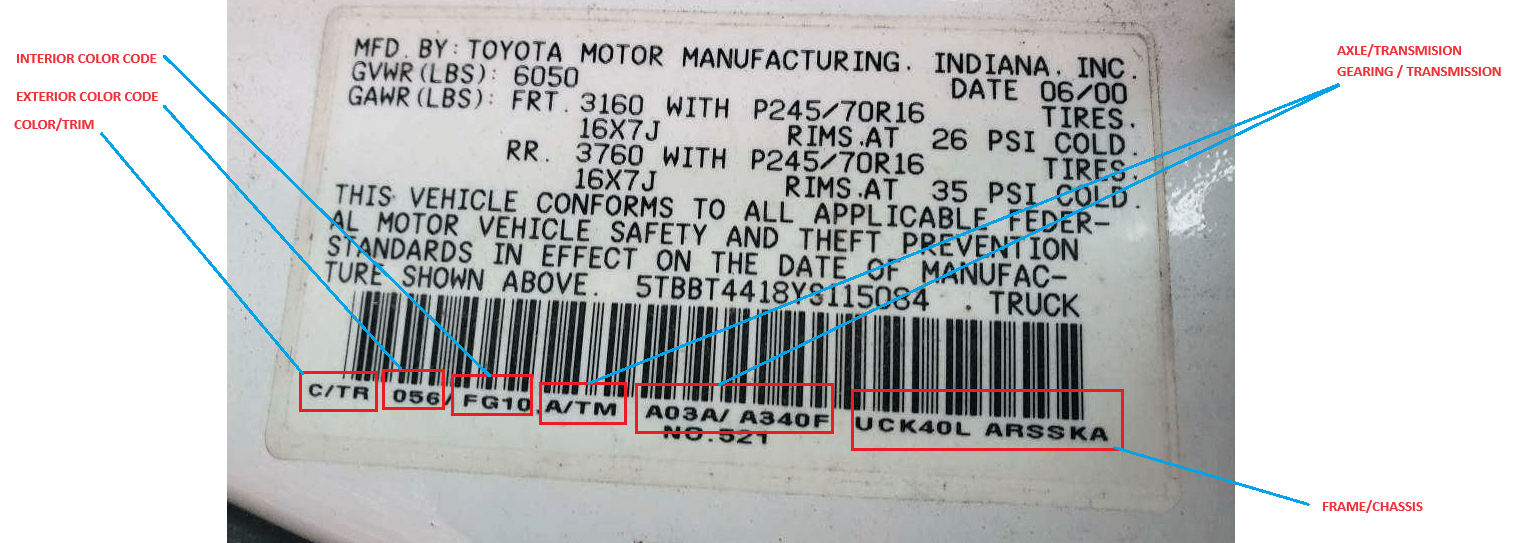 INTERIOR COLOR CODE
EXTERIOR COLOR CODE
COLOR/TRIM
AXLE/TRANSMISION
GEARING / TRANSMISSION
MFD. BY: TOYOTA MOTOR MANUFACTURING. INDIANA. INC.
GVWR(LBS): 6050 DATE 06/00
GAWR(LBS): FRT. 3160 WITH P245/70R16 TIRES.
16X7J RIMS.AT 26 PSI COLD.
RR. 3760 WITH P245/70R16 TIRES.
16X7J RIMS.AT 35 PSI COLD.
THIS VEHICLE CONFORMS TO ALL APPLICABLE FEDER-
AL MOTOR VEHICLE SAFETY AND THEFT PREVENTION
STANDARDS IN EFFECT ON THE DATE OF MANUFAC-
TURE SHOWN ABOVE. 5TBBT4418YS115084 . TRUCK
C/TR 056/ FG10, A/TM A03A/ A340F UCK40L ARSSKA
NO.521
FRAME/CHASSIS